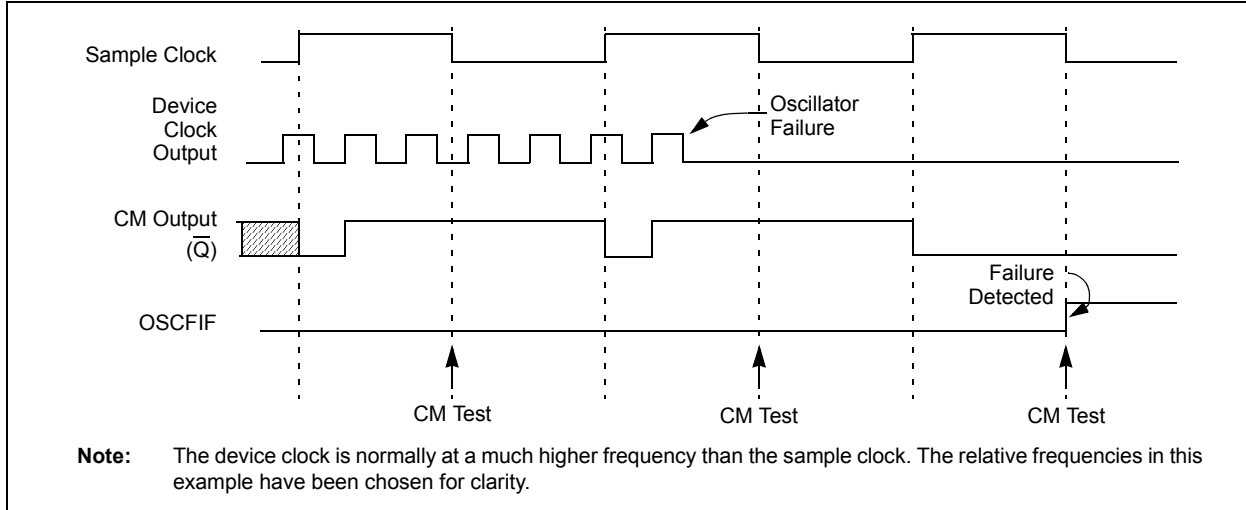 Sample Clock
Device
Clock
Output
Oscillator
Failure
CM Output
(Q̅)
Failure
Detected
OSCFIF
CM Test
CM Test
CM Test
Note: The device clock is normally at a much higher frequency than the sample clock. The relative frequencies in this
example have been chosen for clarity.